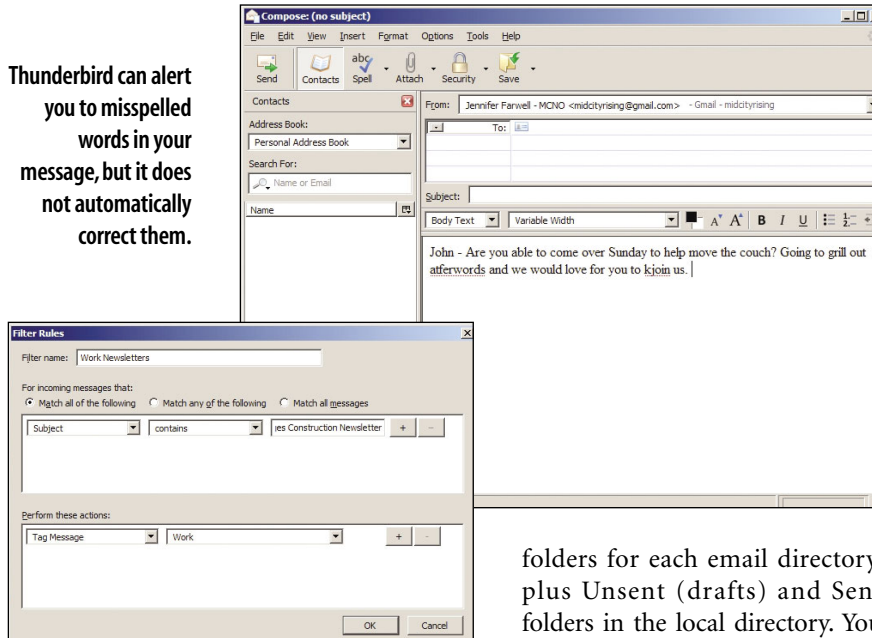 Thunderbird can alert
you to misspelled
words in your
message, but it does
not automatically
correct them.
Compose: (no subject)
File Edit View Insert Format Options Tools Help
Send Contacts Spell Attach Security Save
Contacts
Address Book:
Personal Address Book
Search For:
Name or Email
Name
From: Jennifer Farwell - MCNO <midcityrising@gmail.com> - Gmail - midcityrising
To:
Subject:
Body Text Variable Width B I U
John - Are you able to come over Sunday to help move the couch? Going to grill out
atferwords and we would love for you to kjoin us.
Filter Rules
Filter name: Work Newsletters
For incoming messages that:
Match all of the following Match any of the following Match all messages
Subject contains es Construction Newsletter + -
Perform these actions:
Tag Message Work + -
OK Cancel
folders for each email directory
plus Unsent (drafts) and Sen
folders in the local directory. You